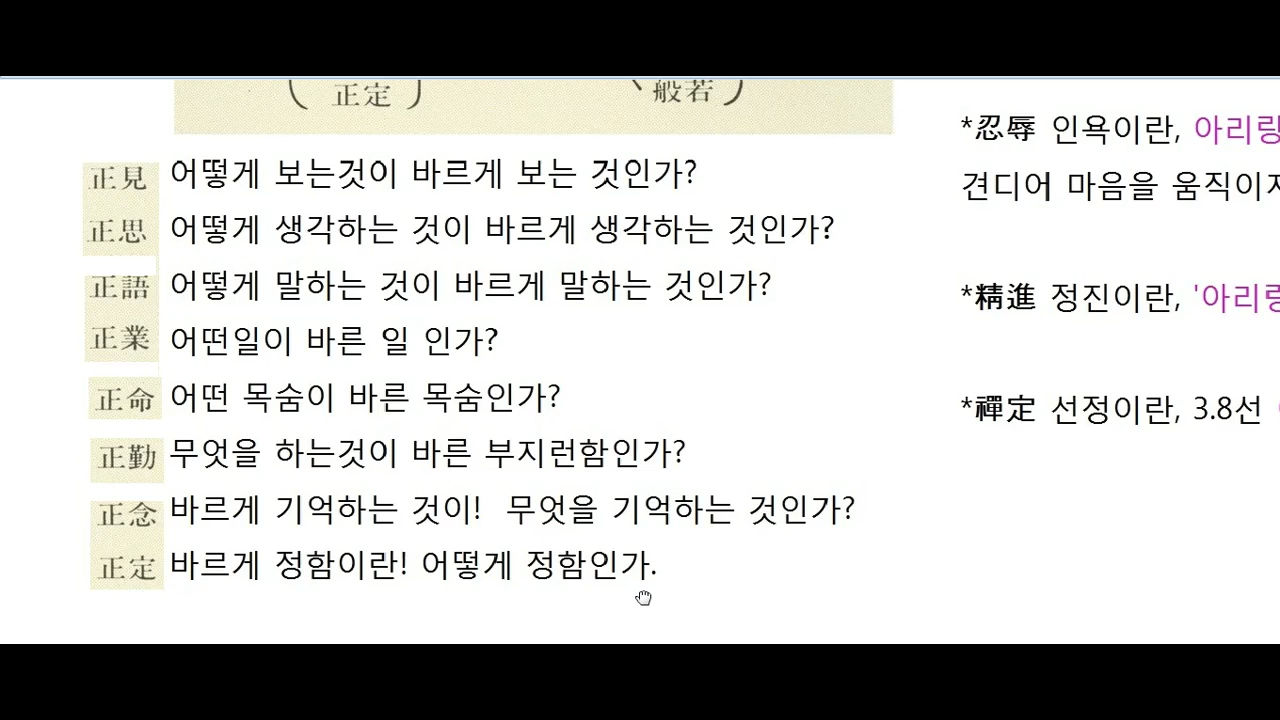 (正定)
般若)
正見 어떻게 보는것이 바르게 보는 것인가?
正思 어떻게 생각하는 것이 바르게 생각하는 것인가?
正語 어떻게 말하는 것이 바르게 말하는 것인가?
正業 어떤일이 바른 일 인가?
正命 어떤 목숨이 바른 목숨인가?
正勤 무엇을 하는것이 바른 부지런함인가?
正念 바르게 기억하는 것이! 무엇을 기억하는 것인가?
正定 바르게 정함이란! 어떻게 정함인가.
*忍辱 인욕이란, 아리랑
견디어 마음을 움직이지
*精進 정진이란, '아리랑
*禪定 선정이란, 3.8선